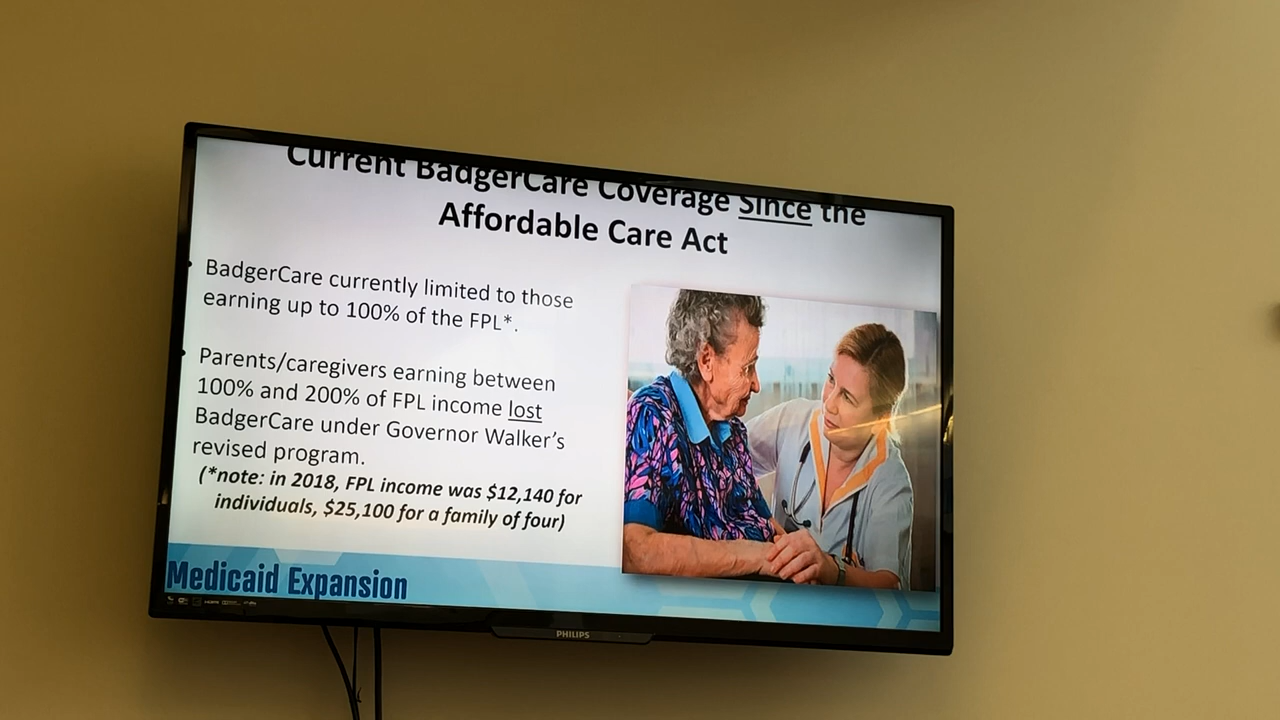 Current BadgerCare Coverage Since the
Affordable Care Act
BadgerCare currently limited to those
earning up to 100% of the FPL*.
Parents/caregivers earning between
100% and 200% of FPL income lost
BadgerCare under Governor Walker’s
revised program.
(*note: in 2018, FPL income was $12,140 for
individuals, $25,100 for a family of four)
Medicaid Expansion
HDMI
PHILIPS